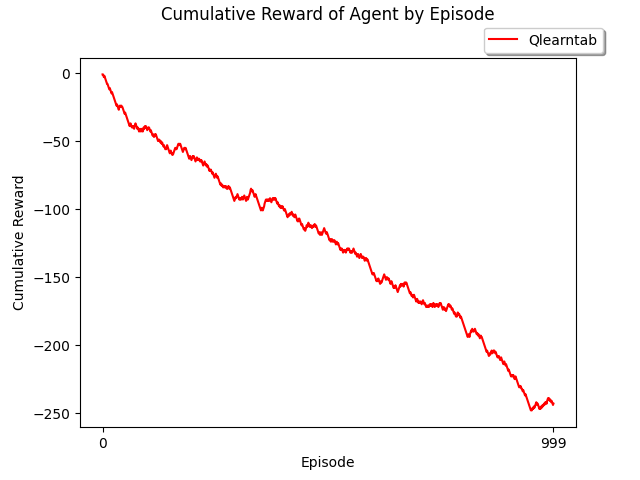 Cumulative Reward of Agent by Episode
Qlearntab
0
−50
−100
−150
−200
−250
Cumulative Reward
0 999
Episode